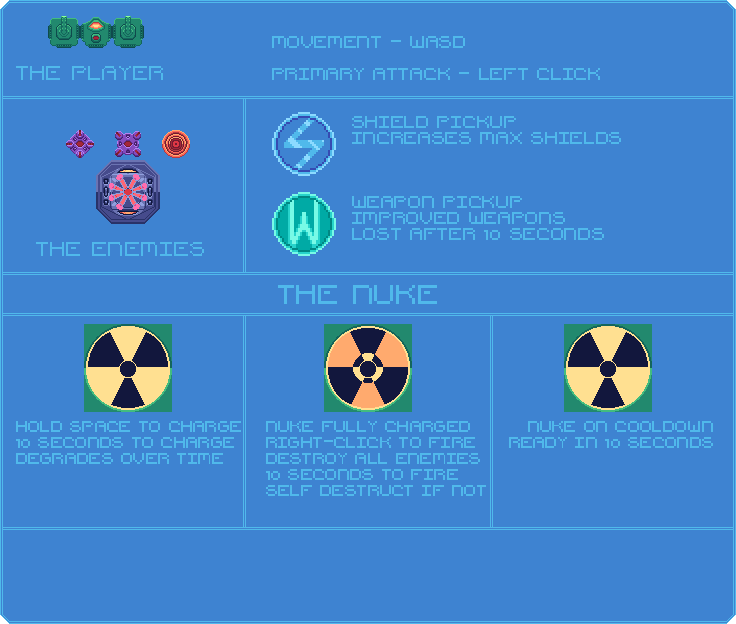 MOVEMENT - WASD
THE PLAYER
PRIMARY ATTACK - LEFT CLICK
SHIELD PICKUP
INCREASES MAX SHIELDS
W
WEAPON PICKUP
IMPROVED WEAPONS
LOST AFTER 10 SECONDS
THE ENEMIES
THE NUKE
HOLD SPACE TO CHARGE
10 SECONDS TO CHARGE
DEGRADES OVER TIME
NUKE FULLY CHARGED
RIGHT-CLICK TO FIRE
DESTROY ALL ENEMIES
10 SECONDS TO FIRE
SELF DESTRUCT IF NOT
NUKE ON COOLDOWN
READY IN 10 SECONDS